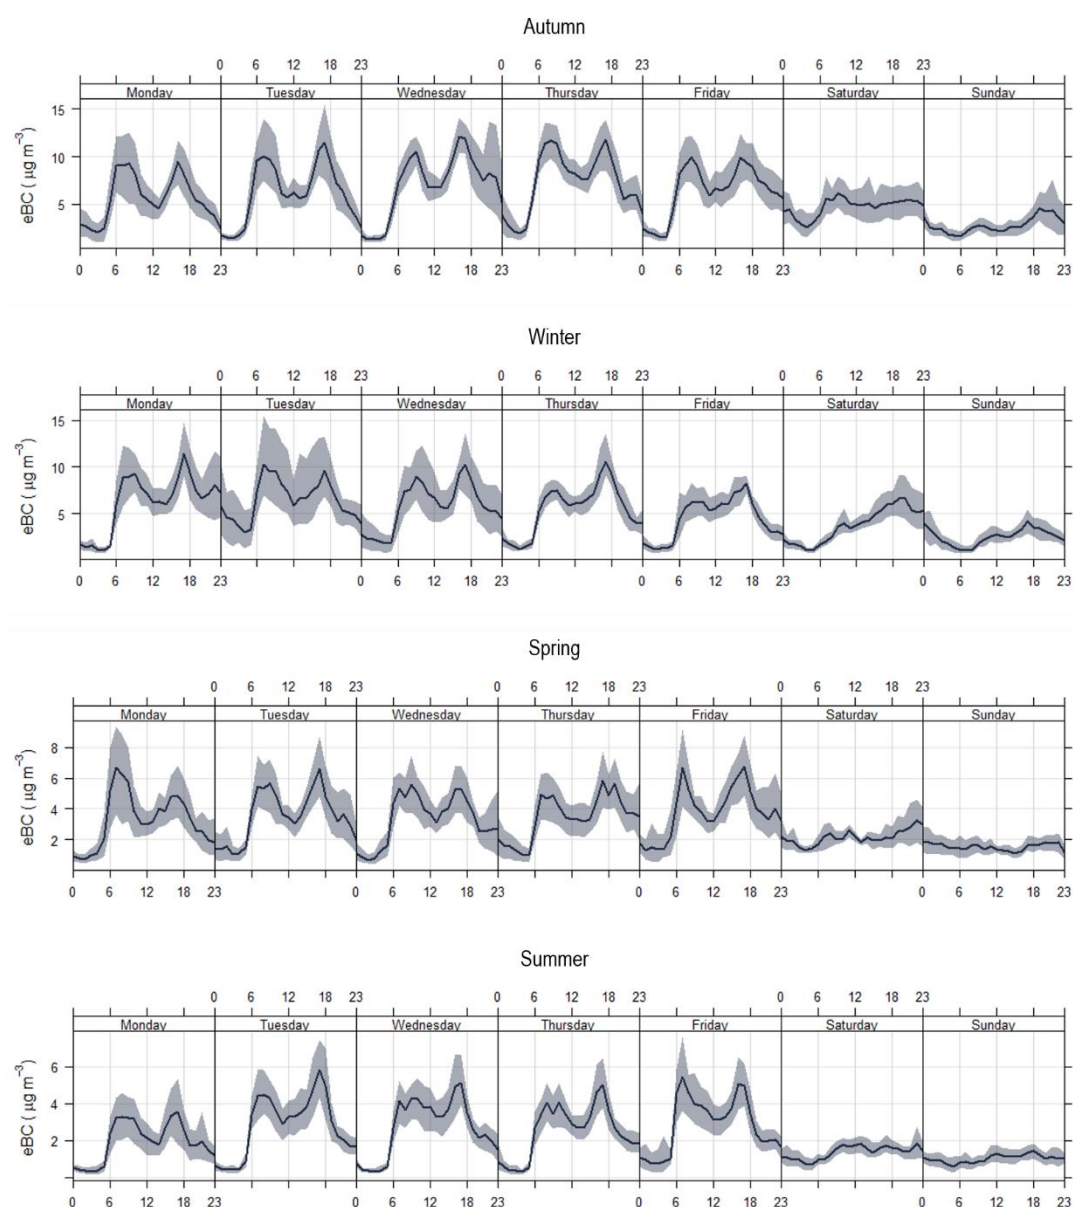 Autumn
0 6 12 18 23 0 6 12 18 23
Monday Tuesday Wednesday Thursday Friday Saturday Sunday
eBC ( μg m⁻³)
15
10
5
0 6 12 18 23 0 6 12 18 23 0 6 12 18 23 0 6 12 18 23
Winter
0 6 12 18 23 0 6 12 18 23 0 6 12 18 23
Monday Tuesday Wednesday Thursday Friday Saturday Sunday
eBC ( μg m⁻³)
15
10
5
0 6 12 18 23 0 6 12 18 23 0 6 12 18 23 0 6 12 18 23
Spring
0 6 12 18 23 0 6 12 18 23 0 6 12 18 23
Monday Tuesday Wednesday Thursday Friday Saturday Sunday
eBC ( μg m⁻³)
8
6
4
2
0 6 12 18 23 0 6 12 18 23 0 6 12 18 23 0 6 12 18 23
Summer
0 6 12 18 23 0 6 12 18 23 0 6 12 18 23
Monday Tuesday Wednesday Thursday Friday Saturday Sunday
eBC ( μg m⁻³)
6
4
2
0 6 12 18 23 0 6 12 18 23 0 6 12 18 23 0 6 12 18 23